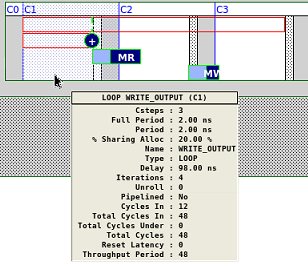 C0 C1 C2 C3
+
MR
MW
LOOP WRITE_OUTPUT (C1)
Csteps : 3
Full Period : 2.00 ns
Period : 2.00 ns
% Sharing Alloc : 20.00 %
Name : WRITE_OUTPUT
Type : LOOP
Delay : 98.00 ns
Iterations : 4
Unroll : 0
Pipelined : No
Cycles In : 12
Total Cycles In : 48
Total Cycles Under : 0
Total Cycles : 48
Reset Latency : 0
Throughput Period : 48